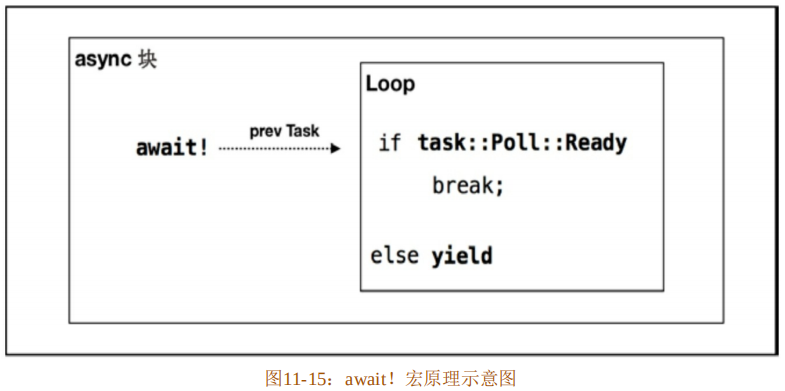 async 块
Loop
await!
prev Task
if task::Poll::Ready
break;
else yield
图11-15：await！宏原理示意图